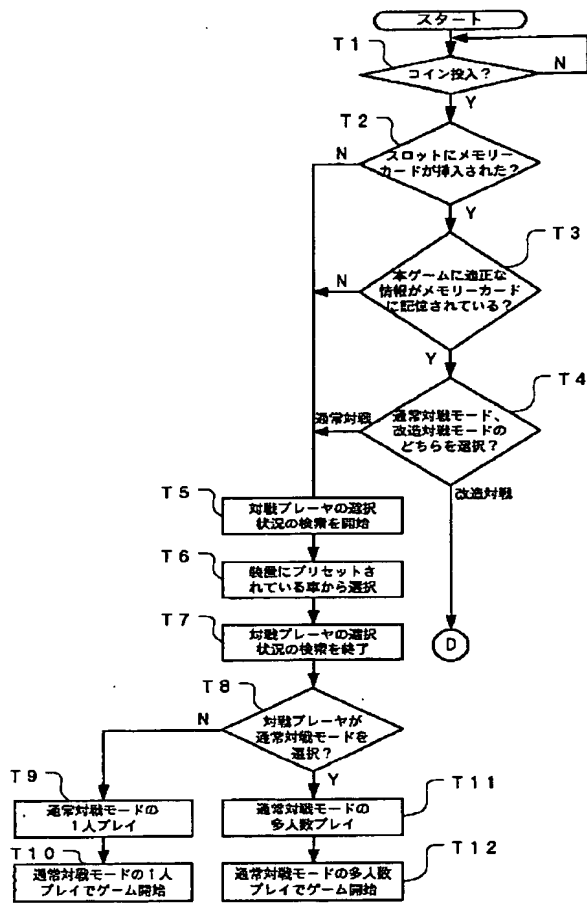 スタート
T1
コイン投入?
N
Y
T2
スロットにメモリー
カードが挿入された?
N
Y
T3
本ゲームに適正な
情報がメモリーカード
に記憶されている?
N
Y
T4
通常対戦モード、
改造対戦モードの
どちらを選択?
通常対戦
改造対戦
T5
対戦プレーヤの選択
状況の検索を開始
T6
装置にプリセットさ
れている車から選択
T7
対戦プレーヤの選択
状況の検索を終了
D
T8
対戦プレーヤが
通常対戦モードを
選択?
N
Y
T9
通常対戦モードの
1人プレイ
T11
通常対戦モードの
多人数プレイ
T10
通常対戦モードの1人
プレイでゲーム開始
T12
通常対戦モードの多人数
プレイでゲーム開始